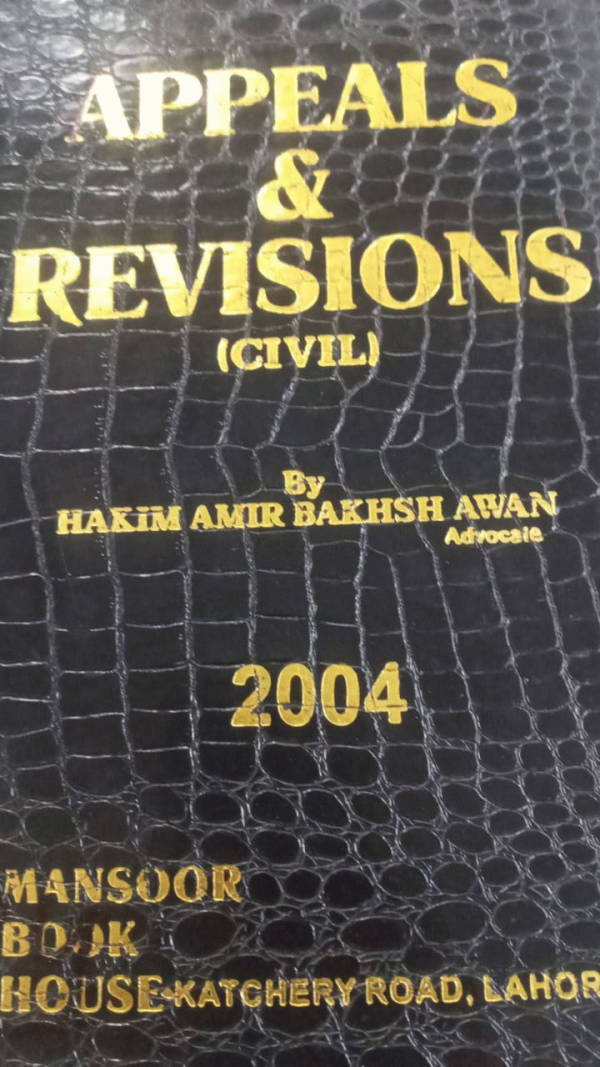 APPEALS
&
REVISIONS
(CIVIL)
By
HAKIM AMIR BAKHSH AWAN
Advocate
2004
MANSOOR
BOOK
HOUSE-KATCHERY ROAD, LAHOR